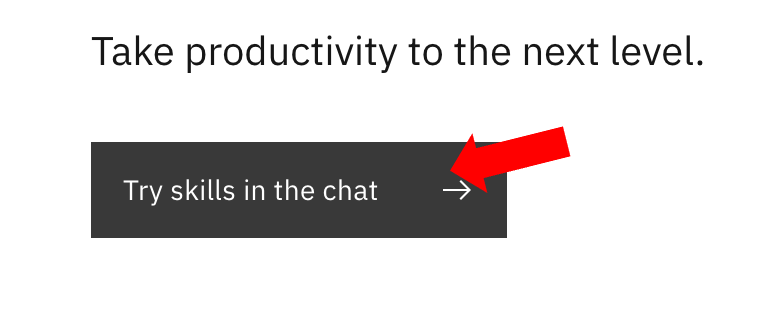 Take productivity to the next level.
Try skills in the chat